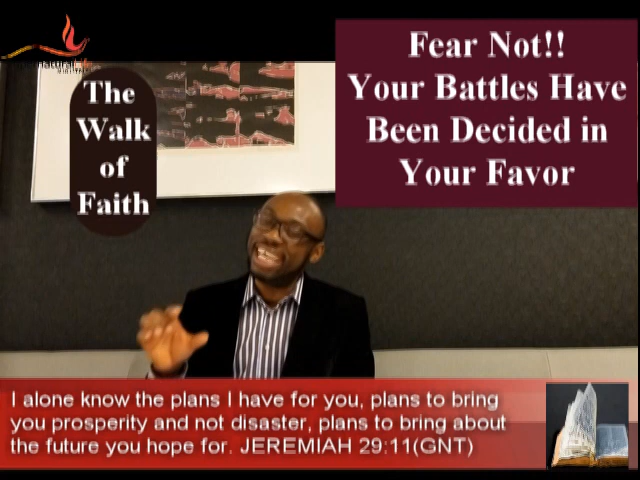 Fear Not!!
Your Battles Have
Been Decided in
Your Favor
The
Walk
of
Faith
I alone know the plans I have for you, plans to bring
you prosperity and not disaster, plans to bring about
the future you hope for. JEREMIAH 29:11(GNT)